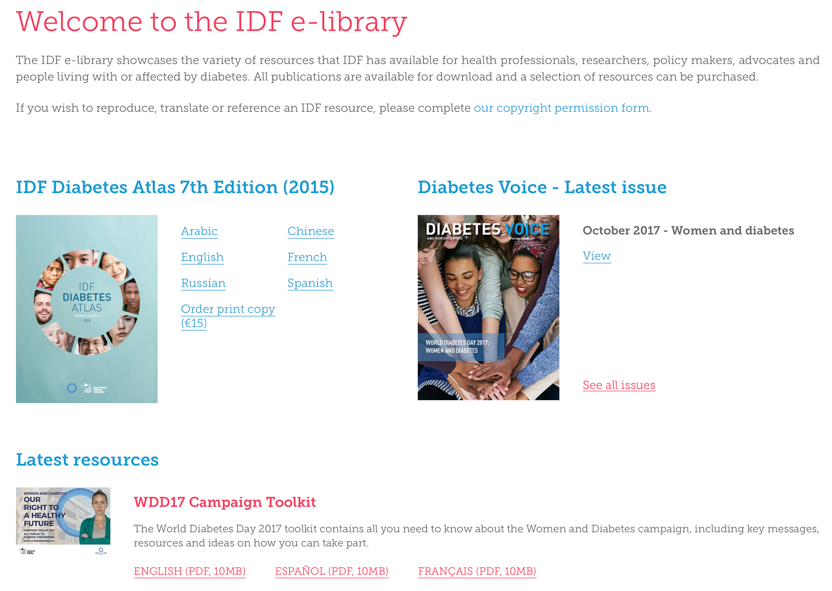 Welcome to the IDF e-library
The IDF e-library showcases the variety of resources that IDF has available for health professionals, researchers, policy makers, advocates and
people living with or affected by diabetes. All publications are available for download and a selection of resources can be purchased.
If you wish to reproduce, translate or reference an IDF resource, please complete our copyright permission form.
IDF Diabetes Atlas 7th Edition (2015)
IDF
DIABETES
ATLAS
Arabic
Chinese
English
French
Russian
Spanish
Order print copy
(€15)
Diabetes Voice - Latest issue
DIABETES VOICE
WORLD DIABETES DAY 2017:
WOMEN AND DIABETES
October 2017 - Women and diabetes
View
See all issues
Latest resources
WOMEN AND DIABETES
OUR
RIGHT TO
A HEALTHY
FUTURE
WDD17 Campaign Toolkit
The World Diabetes Day 2017 toolkit contains all you need to know about the Women and Diabetes campaign, including key messages,
resources and ideas on how you can take part.
ENGLISH (PDF, 10MB)
ESPAÑOL (PDF, 10MB)
FRANÇAIS (PDF, 10MB)